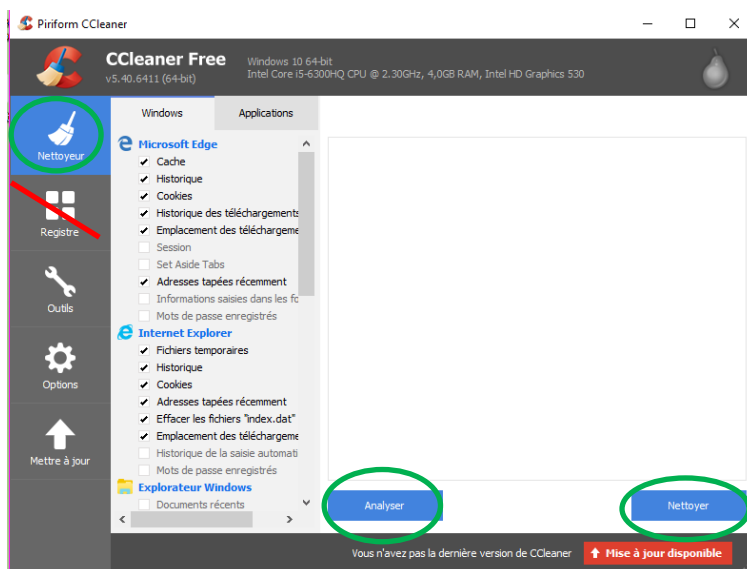 Piriform CCleaner
CCleaner Free
v5.40.6411 (64-bit)
Windows 10 64-bit
Intel Core i5-6300HQ CPU @ 2.30GHz, 4,0GB RAM, Intel HD Graphics 530
Nettoyeur
Registre
Outils
Options
Mettre à jour
Windows
Applications
Microsoft Edge
Cache
Historique
Cookies
Historique des téléchargements
Emplacement des téléchargeme
Session
Set Aside Tabs
Adresses tapées récemment
Informations saisies dans les fo
Mots de passe enregistrés
Internet Explorer
Fichiers temporaires
Historique
Cookies
Adresses tapées récemment
Effacer les fichiers "index.dat"
Emplacement des téléchargeme
Historique de la saisie automati
Mots de passe enregistrés
Explorateur Windows
Documents récents
Analyser
Nettoyer
Vous n'avez pas la dernière version de CCleaner
Mise à jour disponible